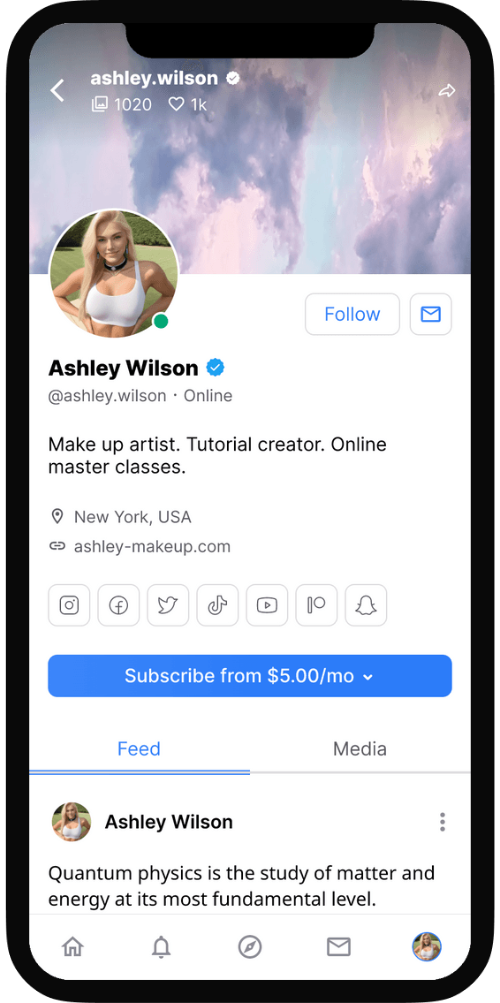 ashley.wilson
1020 1k
Follow
Ashley Wilson
@ashley.wilson · Online
Make up artist. Tutorial creator. Online
master classes.
New York, USA
ashley-makeup.com
Subscribe from $5.00/mo
Feed Media
Ashley Wilson
Quantum physics is the study of matter and
energy at its most fundamental level.